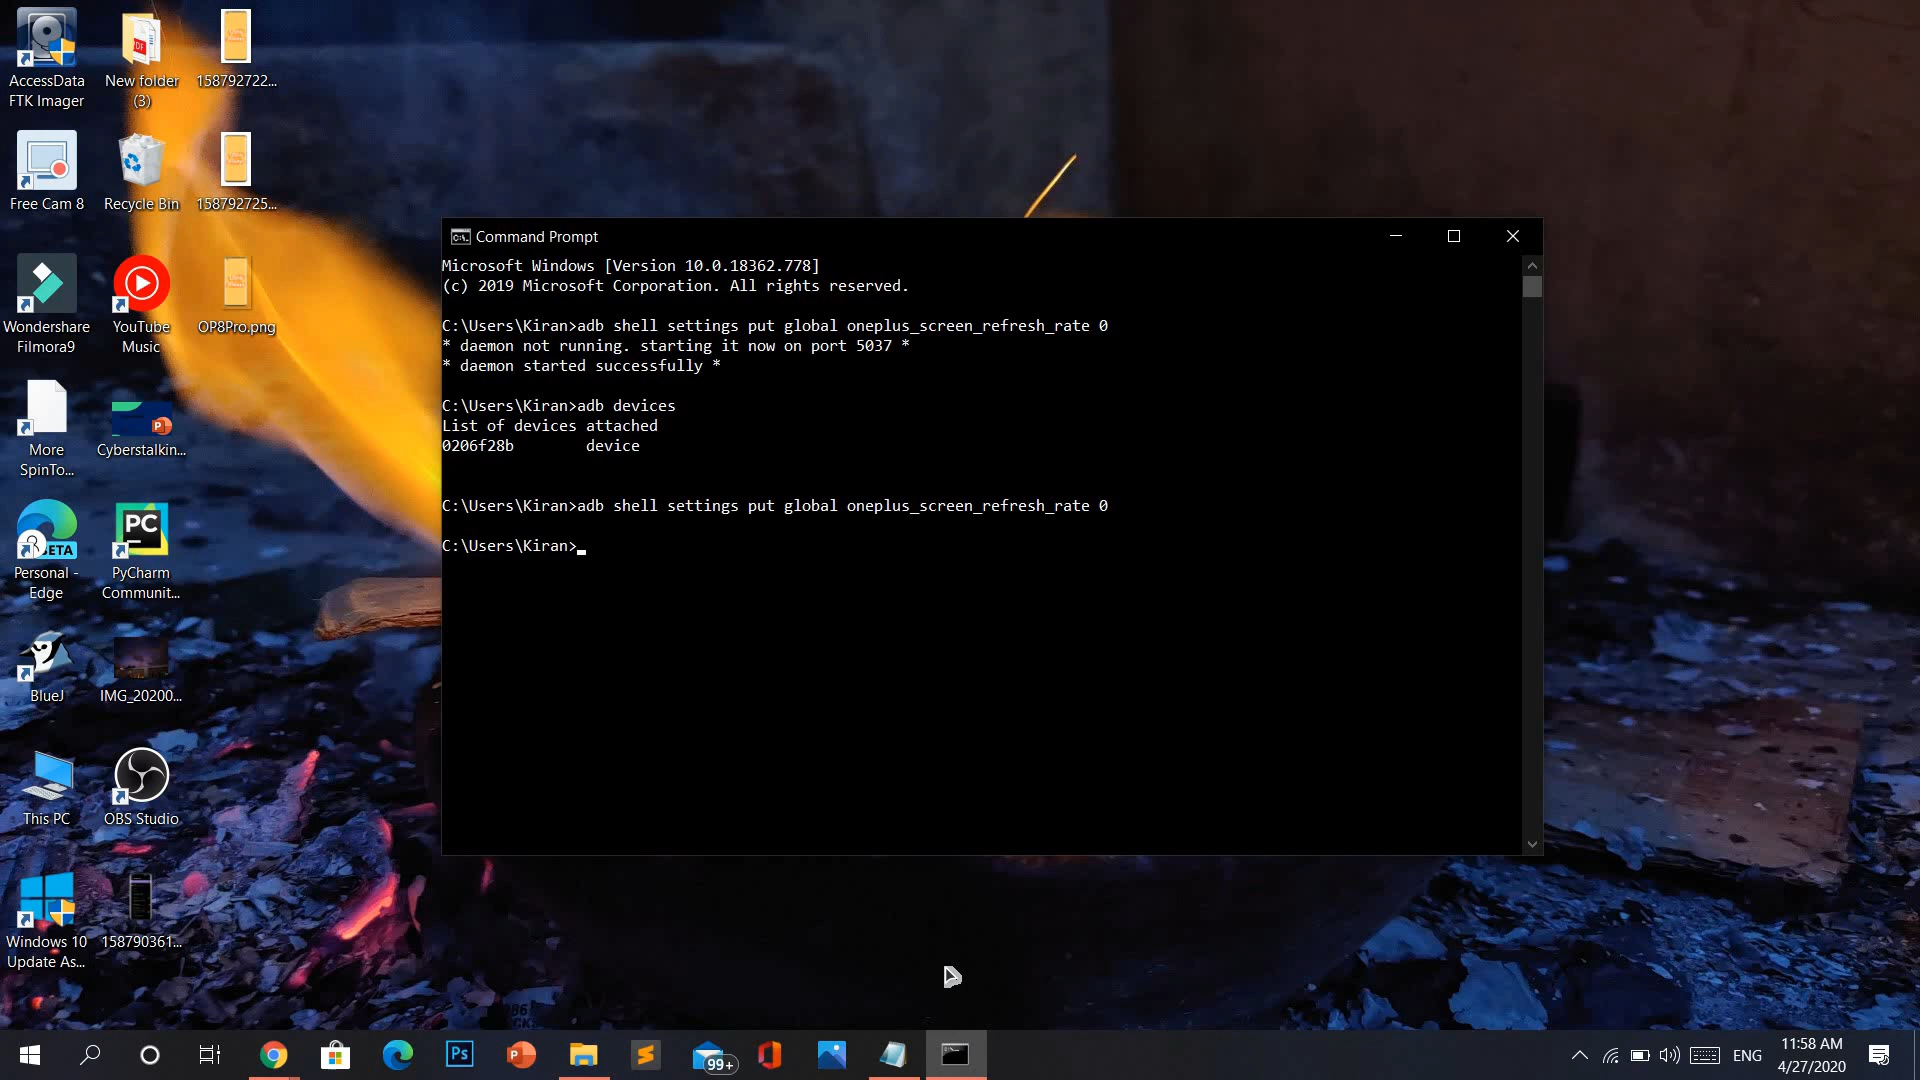 AccessData
FTK Imager
New folder
(3)
158792722...
Free Cam 8
Recycle Bin
158792725...
Wondershare
Filmora9
YouTube
Music
OP8Pro.png
More
SpinTo...
Cyberstalkin...
Personal -
Edge
PyCharm
Communit...
BlueJ
IMG_20200...
This PC
OBS Studio
Windows 10
Update As...
158790361...
PDF
BETA
PC
P
Command Prompt
Microsoft Windows [Version 10.0.18362.778]
(c) 2019 Microsoft Corporation. All rights reserved.
C:\Users\Kiran>adb shell settings put global oneplus_screen_refresh_rate 0
* daemon not running. starting it now on port 5037 *
* daemon started successfully *
C:\Users\Kiran>adb devices
List of devices attached
0206f28b device
C:\Users\Kiran>adb shell settings put global oneplus_screen_refresh_rate 0
C:\Users\Kiran>
Ps
P
99+
ENG
11:58 AM
4/27/2020